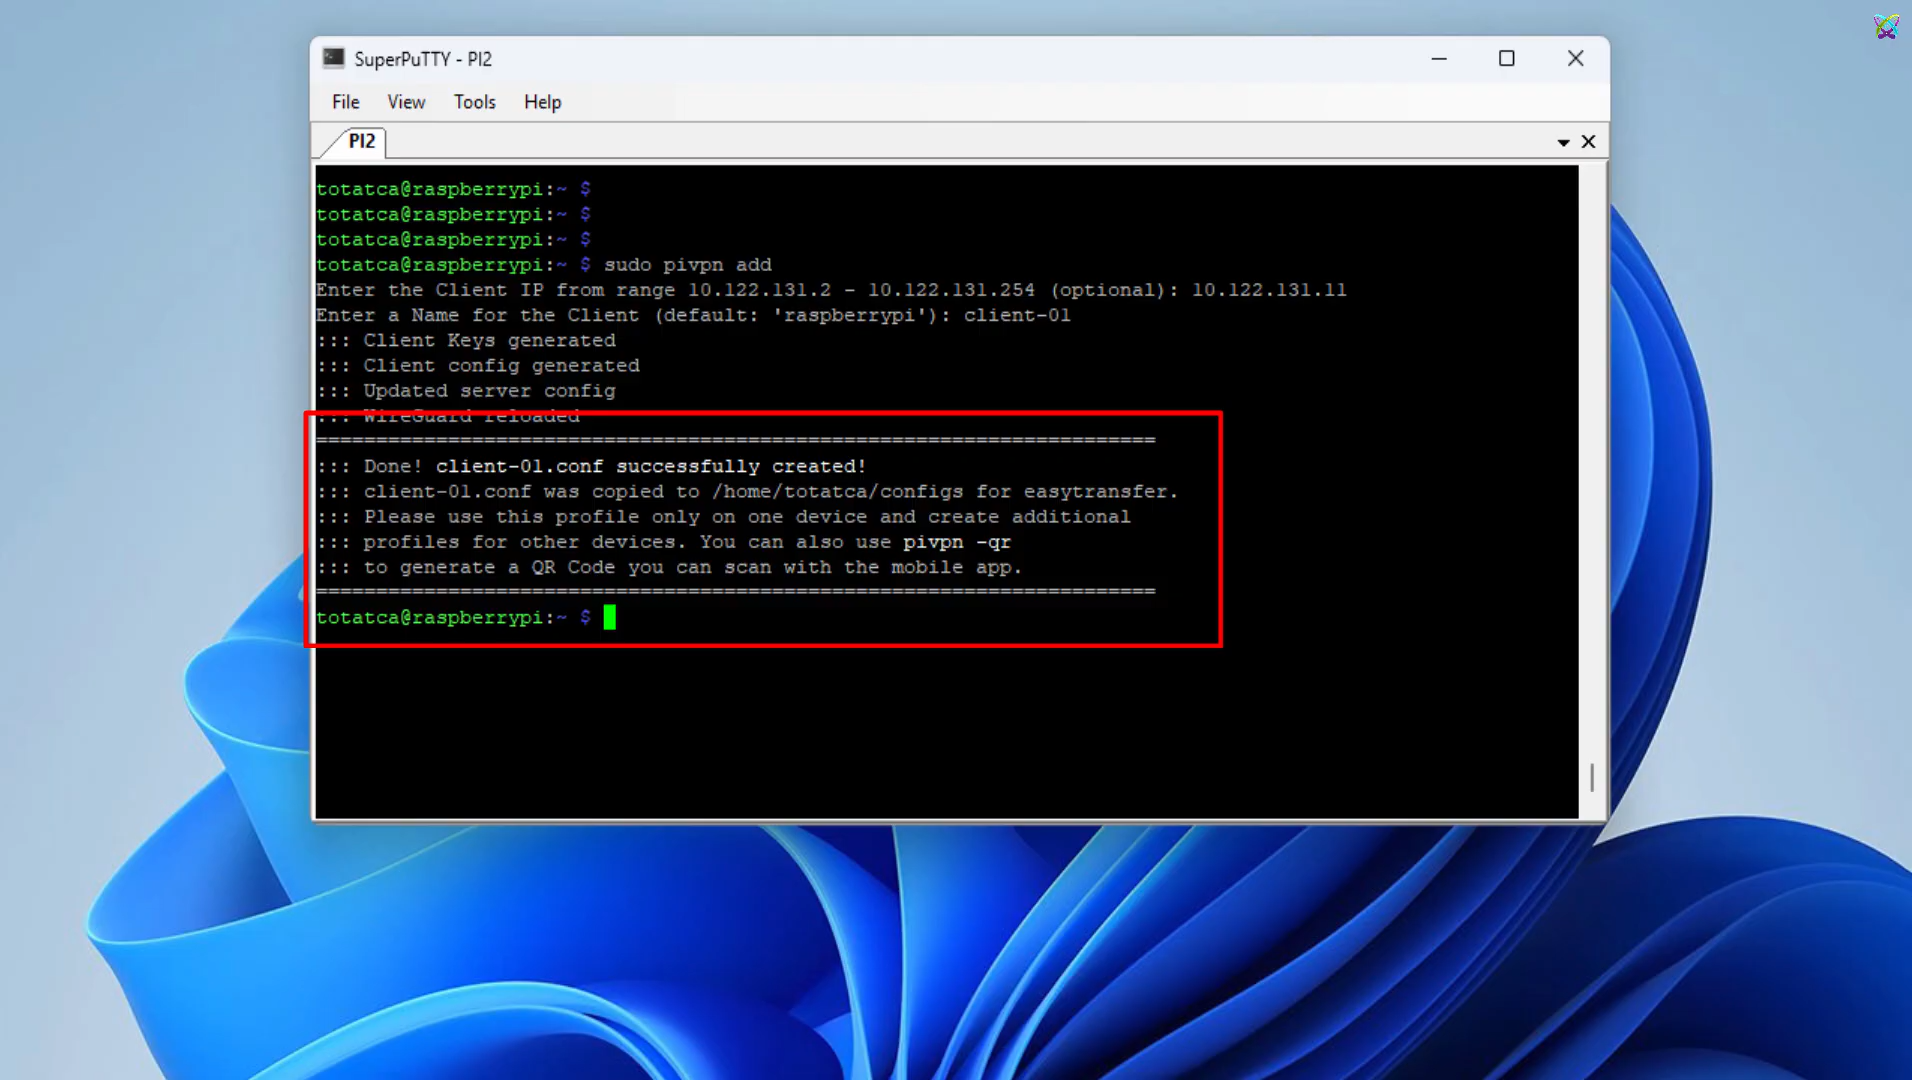 SuperPuTTY - PI2
File View Tools Help
PI2
totatca@raspberrypi:~ $
totatca@raspberrypi:~ $
totatca@raspberrypi:~ $
totatca@raspberrypi:~ $ sudo pivpn add
Enter the Client IP from range 10.122.131.2 - 10.122.131.254 (optional): 10.122.131.11
Enter a Name for the Client (default: 'raspberrypi'): client-01
::: Client Keys generated
::: Client config generated
::: Updated server config
::: WireGuard reloaded
======================================================================
::: Done! client-01.conf successfully created!
::: client-01.conf was copied to /home/totatca/configs for easytransfer.
::: Please use this profile only on one device and create additional
::: profiles for other devices. You can also use pivpn -qr
::: to generate a QR Code you can scan with the mobile app.
======================================================================
totatca@raspberrypi:~ $